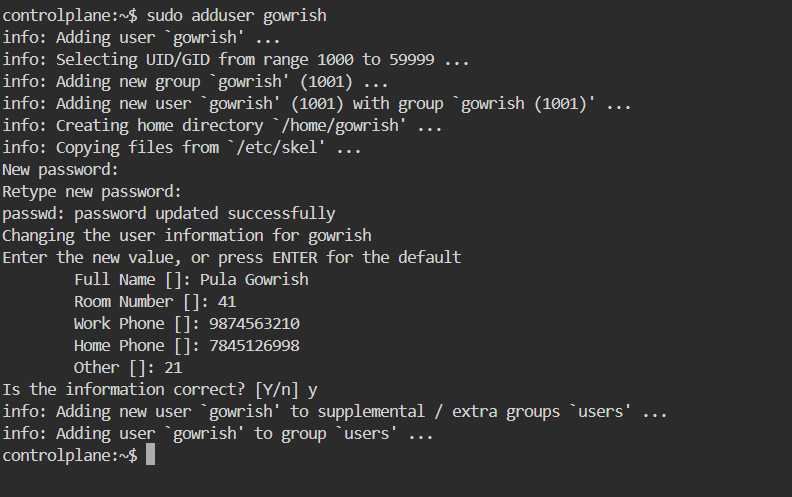 controlplane:~$ sudo adduser gowrish
info: Adding user `gowrish' ...
info: Selecting UID/GID from range 1000 to 59999 ...
info: Adding new group `gowrish' (1001) ...
info: Adding new user `gowrish' (1001) with group `gowrish (1001)' ...
info: Creating home directory `/home/gowrish' ...
info: Copying files from `/etc/skel' ...
New password:
Retype new password:
passwd: password updated successfully
Changing the user information for gowrish
Enter the new value, or press ENTER for the default
        Full Name []: Pula Gowrish
        Room Number []: 41
        Work Phone []: 9874563210
        Home Phone []: 7845126998
        Other []: 21
Is the information correct? [Y/n] y
info: Adding new user `gowrish' to supplemental / extra groups `users' ...
info: Adding user `gowrish' to group `users' ...
controlplane:~$